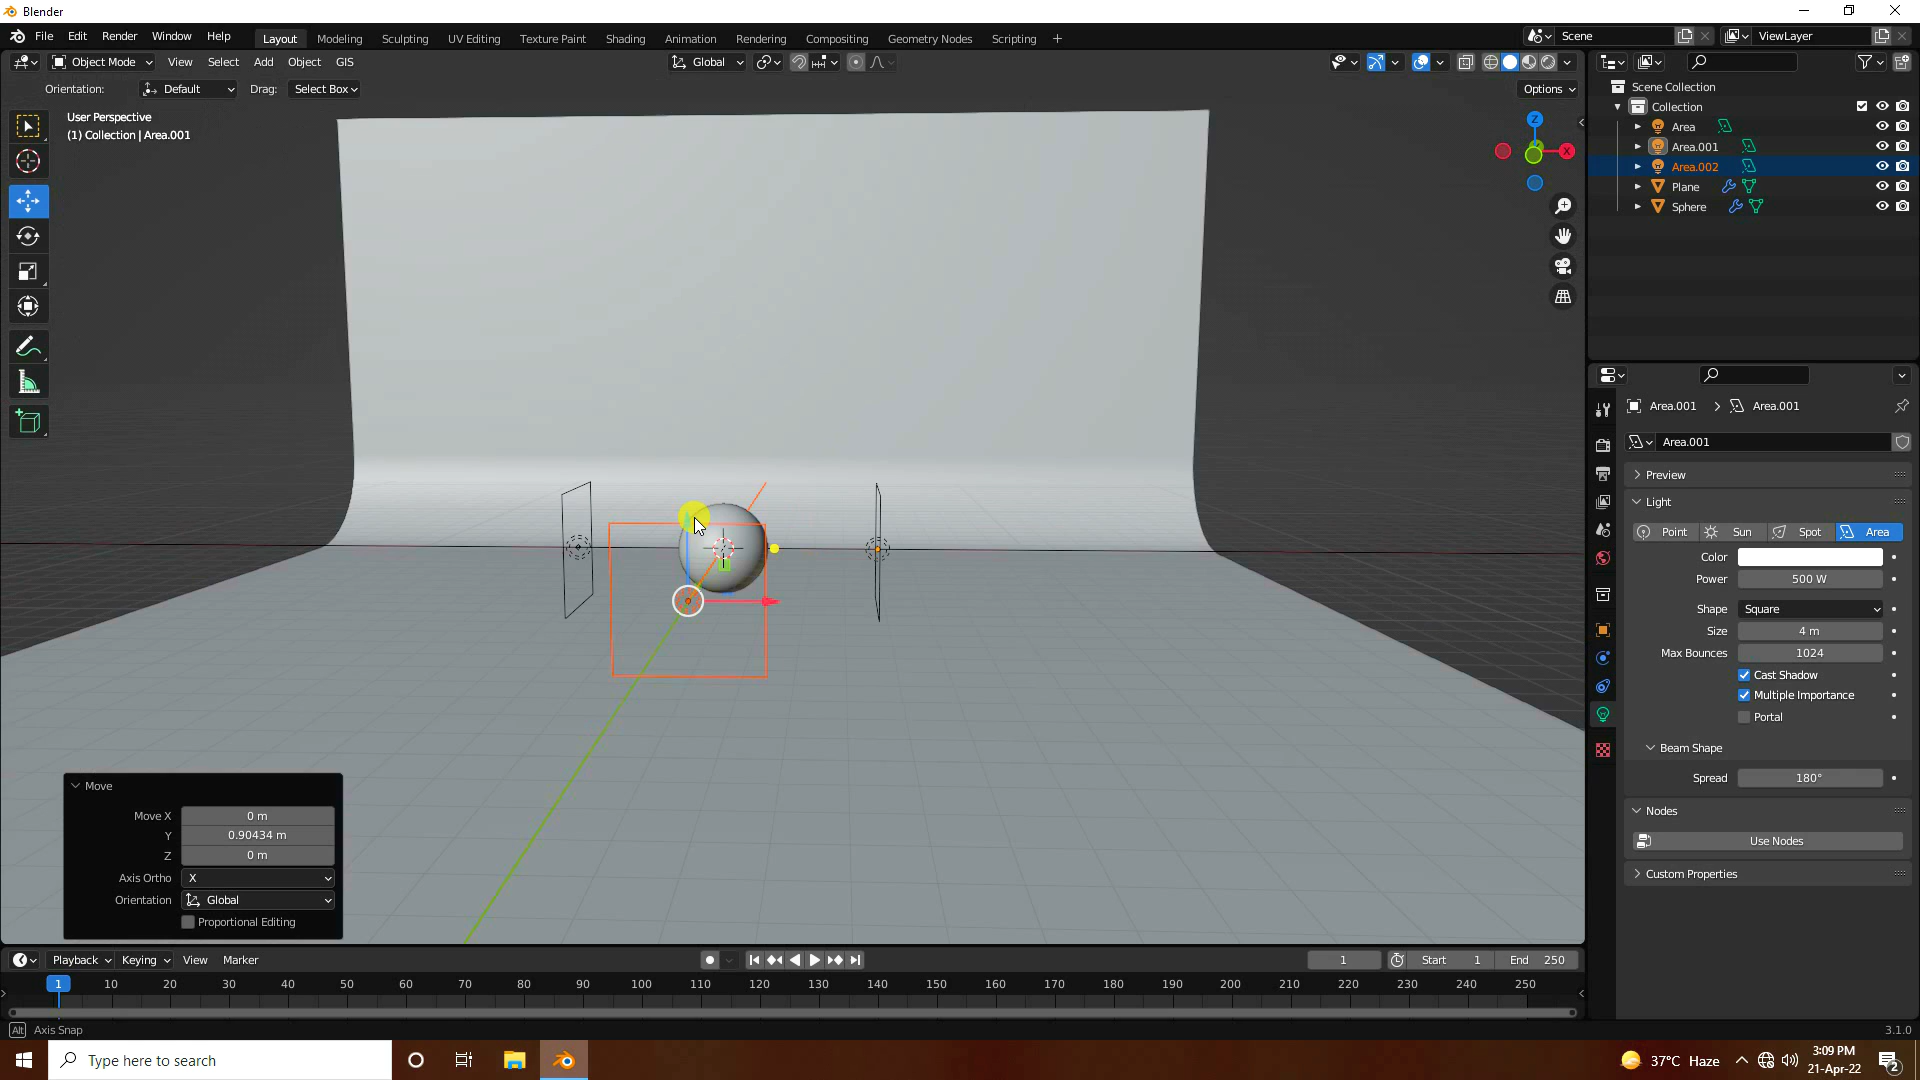 Blender
File Edit Render Window Help
Layout Modeling Sculpting UV Editing Texture Paint Shading Animation Rendering Compositing Geometry Nodes Scripting +
Scene
ViewLayer
Object Mode View Select Add Object GIS
Global
Orientation: Default Drag: Select Box
Options
User Perspective
(1) Collection | Area.001
Z
X
Scene Collection
Collection
Area
Area.001
Area.002
Plane
Sphere
Area.001 > Area.001
Area.001
Preview
Light
Point Sun Spot Area
Color
Power 500 W
Shape Square
Size 4 m
Max Bounces 1024
Cast Shadow
Multiple Importance
Portal
Beam Shape
Spread 180°
Nodes
Use Nodes
Custom Properties
Move
Move X 0 m
Y 0.90434 m
Z 0 m
Axis Ortho X
Orientation Global
Proportional Editing
Playback Keying View Marker
1 Start 1 End 250
1 10 20 30 40 50 60 70 80 90 100 110 120 130 140 150 160 170 180 190 200 210 220 230 240 250
Alt Axis Snap
3.1.0
Type here to search
37°C Haze
3:09 PM
21-Apr-22
2